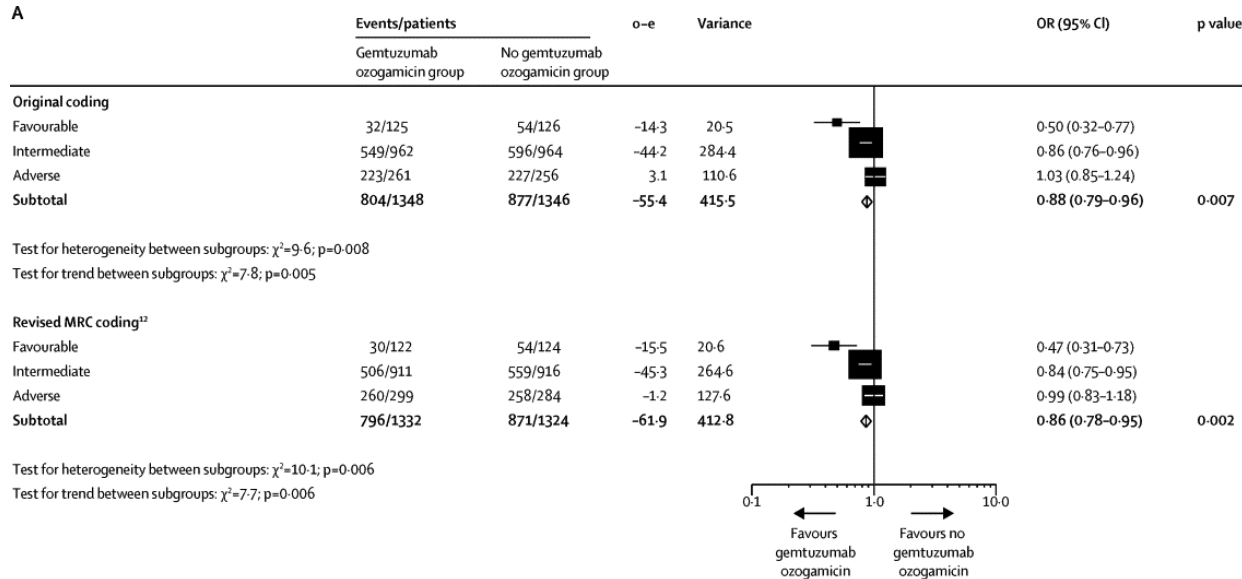 A
Events/patients o–e Variance OR (95% Cl) p value
Gemtuzumab ozogamicin group No gemtuzumab ozogamicin group
Original coding
Favourable 32/125 54/126 –14·3 20·5 0·50 (0·32–0·77)
Intermediate 549/962 596/964 –44·2 284·4 0·86 (0·76–0·96)
Adverse 223/261 227/256 3.1 110·6 1·03 (0·85–1·24)
Subtotal 804/1348 877/1346 –55·4 415·5 0·88 (0·79–0·96) 0·007
Test for heterogeneity between subgroups: χ²=9·6; p=0·008
Test for trend between subgroups: χ²=7·8; p=0·005
Revised MRC coding¹²
Favourable 30/122 54/124 –15·5 20·6 0·47 (0·31–0·73)
Intermediate 506/911 559/916 –45·3 264·6 0·84 (0·75–0·95)
Adverse 260/299 258/284 –1·2 127·6 0·99 (0·83–1·18)
Subtotal 796/1332 871/1324 –61·9 412·8 0·86 (0·78–0·95) 0·002
Test for heterogeneity between subgroups: χ²=10·1; p=0·006
Test for trend between subgroups: χ²=7·7; p=0·006
0·1 1·0 10·0
Favours gemtuzumab ozogamicin Favours no gemtuzumab ozogamicin